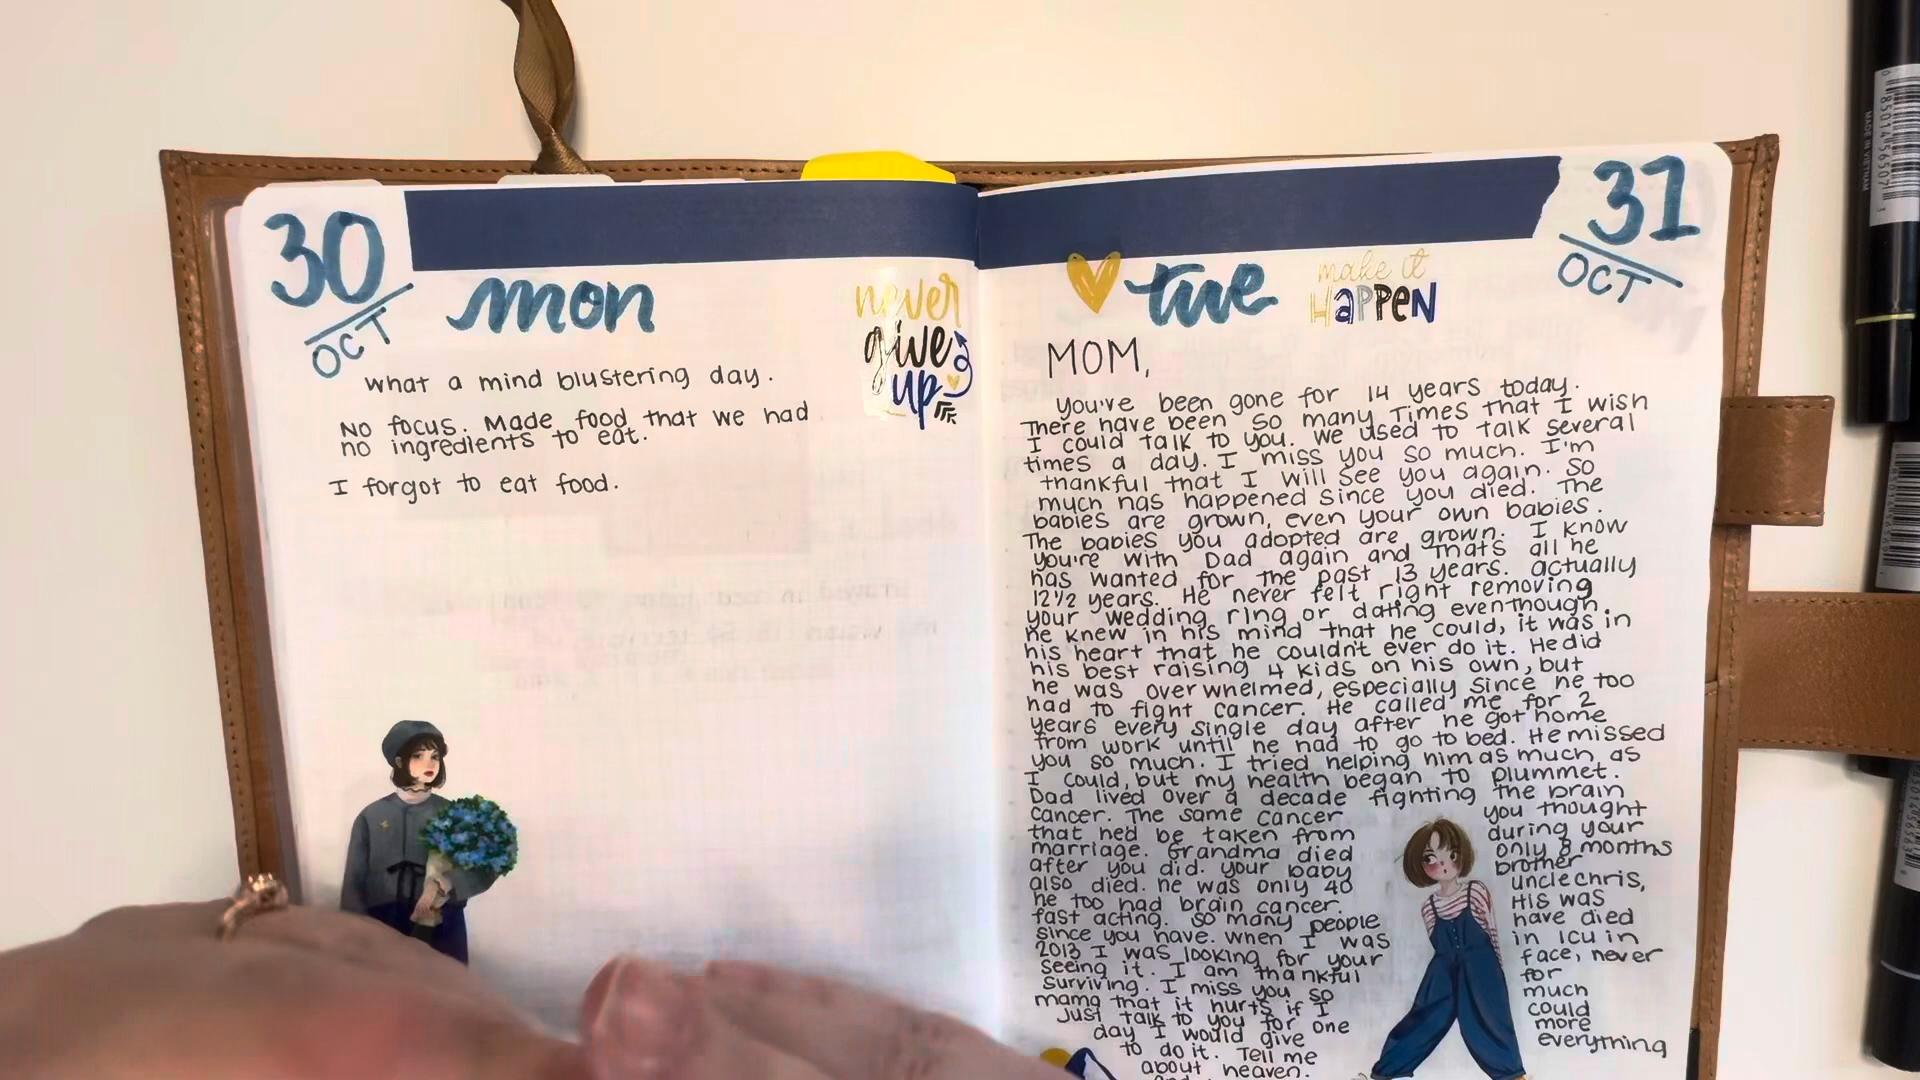 30
OCT
mon
never
give
up
What a mind blustering day.
No focus. Made food that we had
no ingredients to eat.
I forgot to eat food.
31
OCT
tue
make it
HAPPEN
MOM,
You've been gone for 14 years today.
There have been so many times that I wish
I could talk to you. We used to talk several
times a day. I miss you so much. I'm
thankful that I will see you again. So
much has happened since you died. The
babies are grown, even your own babies.
The babies you adopted are grown. I know
you're with Dad again and that's all he
has wanted for the past 13 years. actually
12½ years. He never felt right removing
your wedding ring or dating eventhough
he knew in his mind that he could, it was in
his heart that he couldn't ever do it. He did
his best raising 4 kids on his own, but
he was overwhelmed, especially since he too
had to fight cancer. He called me for 2
years every single day after he got home
from work until he had to go to bed. He missed
you so much. I tried helping him as much as
I could, but my health began to plummet.
Dad lived over a decade fighting the brain
cancer. The same cancer you thought
that he'd be taken from during your
marriage. Grandma died only 8 months
after you did. Your baby brother
also died. He was only 40 uncle Chris,
he too had brain cancer. His was
fast acting. So many people have died
since you have. When I was in ICU in
2013 I was looking for your face, never
seeing it. I am thankful for
surviving. I miss you so much
mama that it hurts if I could
Just talk to you for one more
day I would give everything
to do it. Tell me
about heaven.
MADE IN VIETNAM